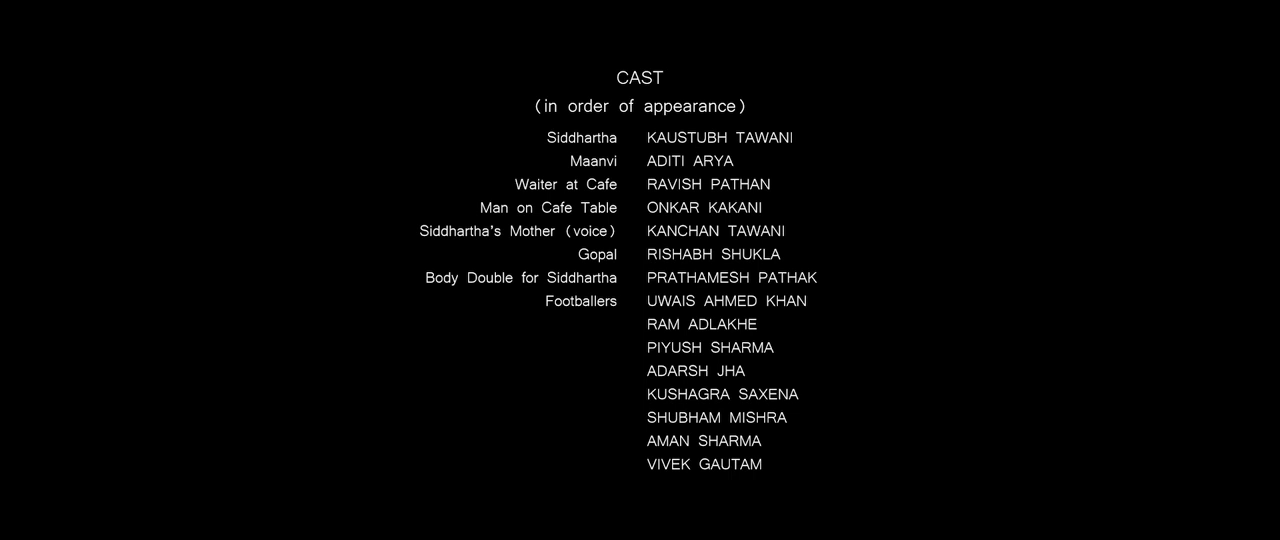 CAST
(in order of appearance)
Siddhartha KAUSTUBH TAWANI
Maanvi ADITI ARYA
Waiter at Cafe RAVISH PATHAN
Man on Cafe Table ONKAR KAKANI
Siddhartha's Mother (voice) KANCHAN TAWANI
Gopal RISHABH SHUKLA
Body Double for Siddhartha PRATHAMESH PATHAK
Footballers UWAIS AHMED KHAN
RAM ADLAKHE
PIYUSH SHARMA
ADARSH JHA
KUSHAGRA SAXENA
SHUBHAM MISHRA
AMAN SHARMA
VIVEK GAUTAM